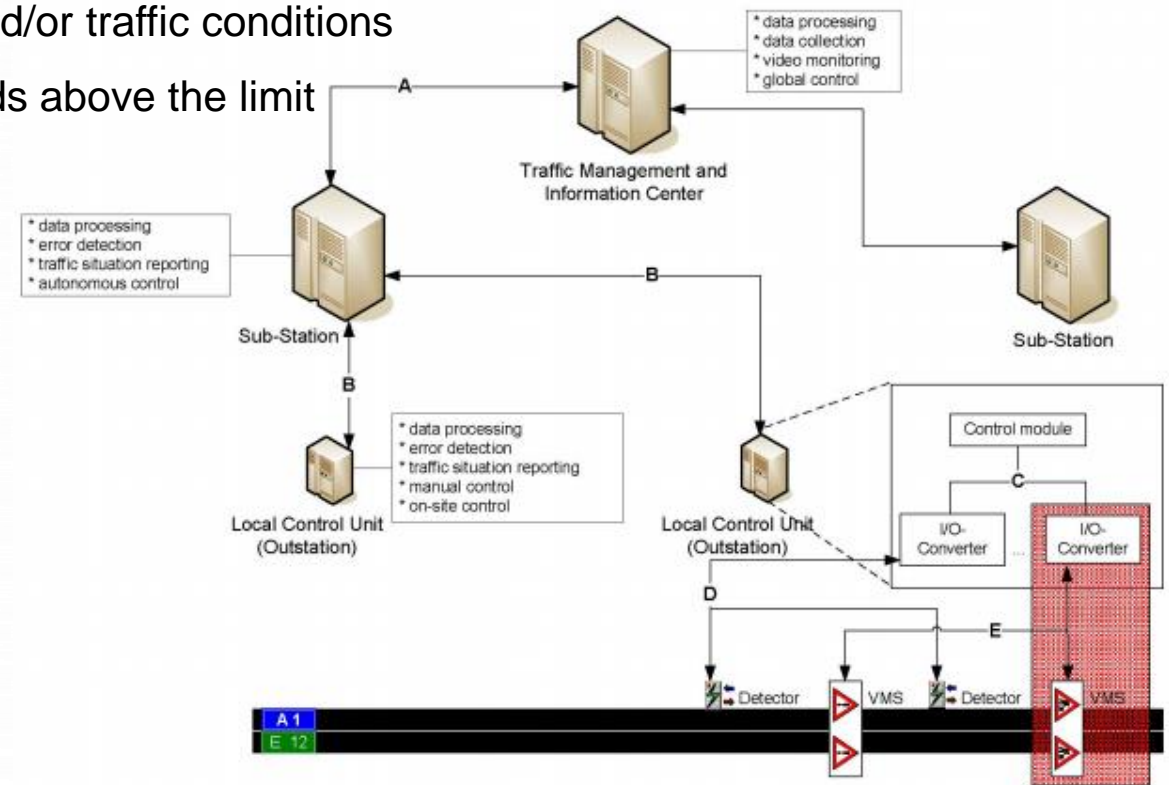 d/or traffic conditions
ds above the limit
* data processing
* data collection
* video monitoring
* global control
A
Traffic Management and
Information Center
* data processing
* error detection
* traffic situation reporting
* autonomous control
Sub-Station
B
Sub-Station
B
* data processing
* error detection
* traffic situation reporting
* manual control
* on-site control
Local Control Unit
(Outstation)
Local Control Unit
(Outstation)
Control module
C
I/O-
Converter
...
I/O-
Converter
D
E
Detector
VMS
Detector
VMS
A 1
E 12